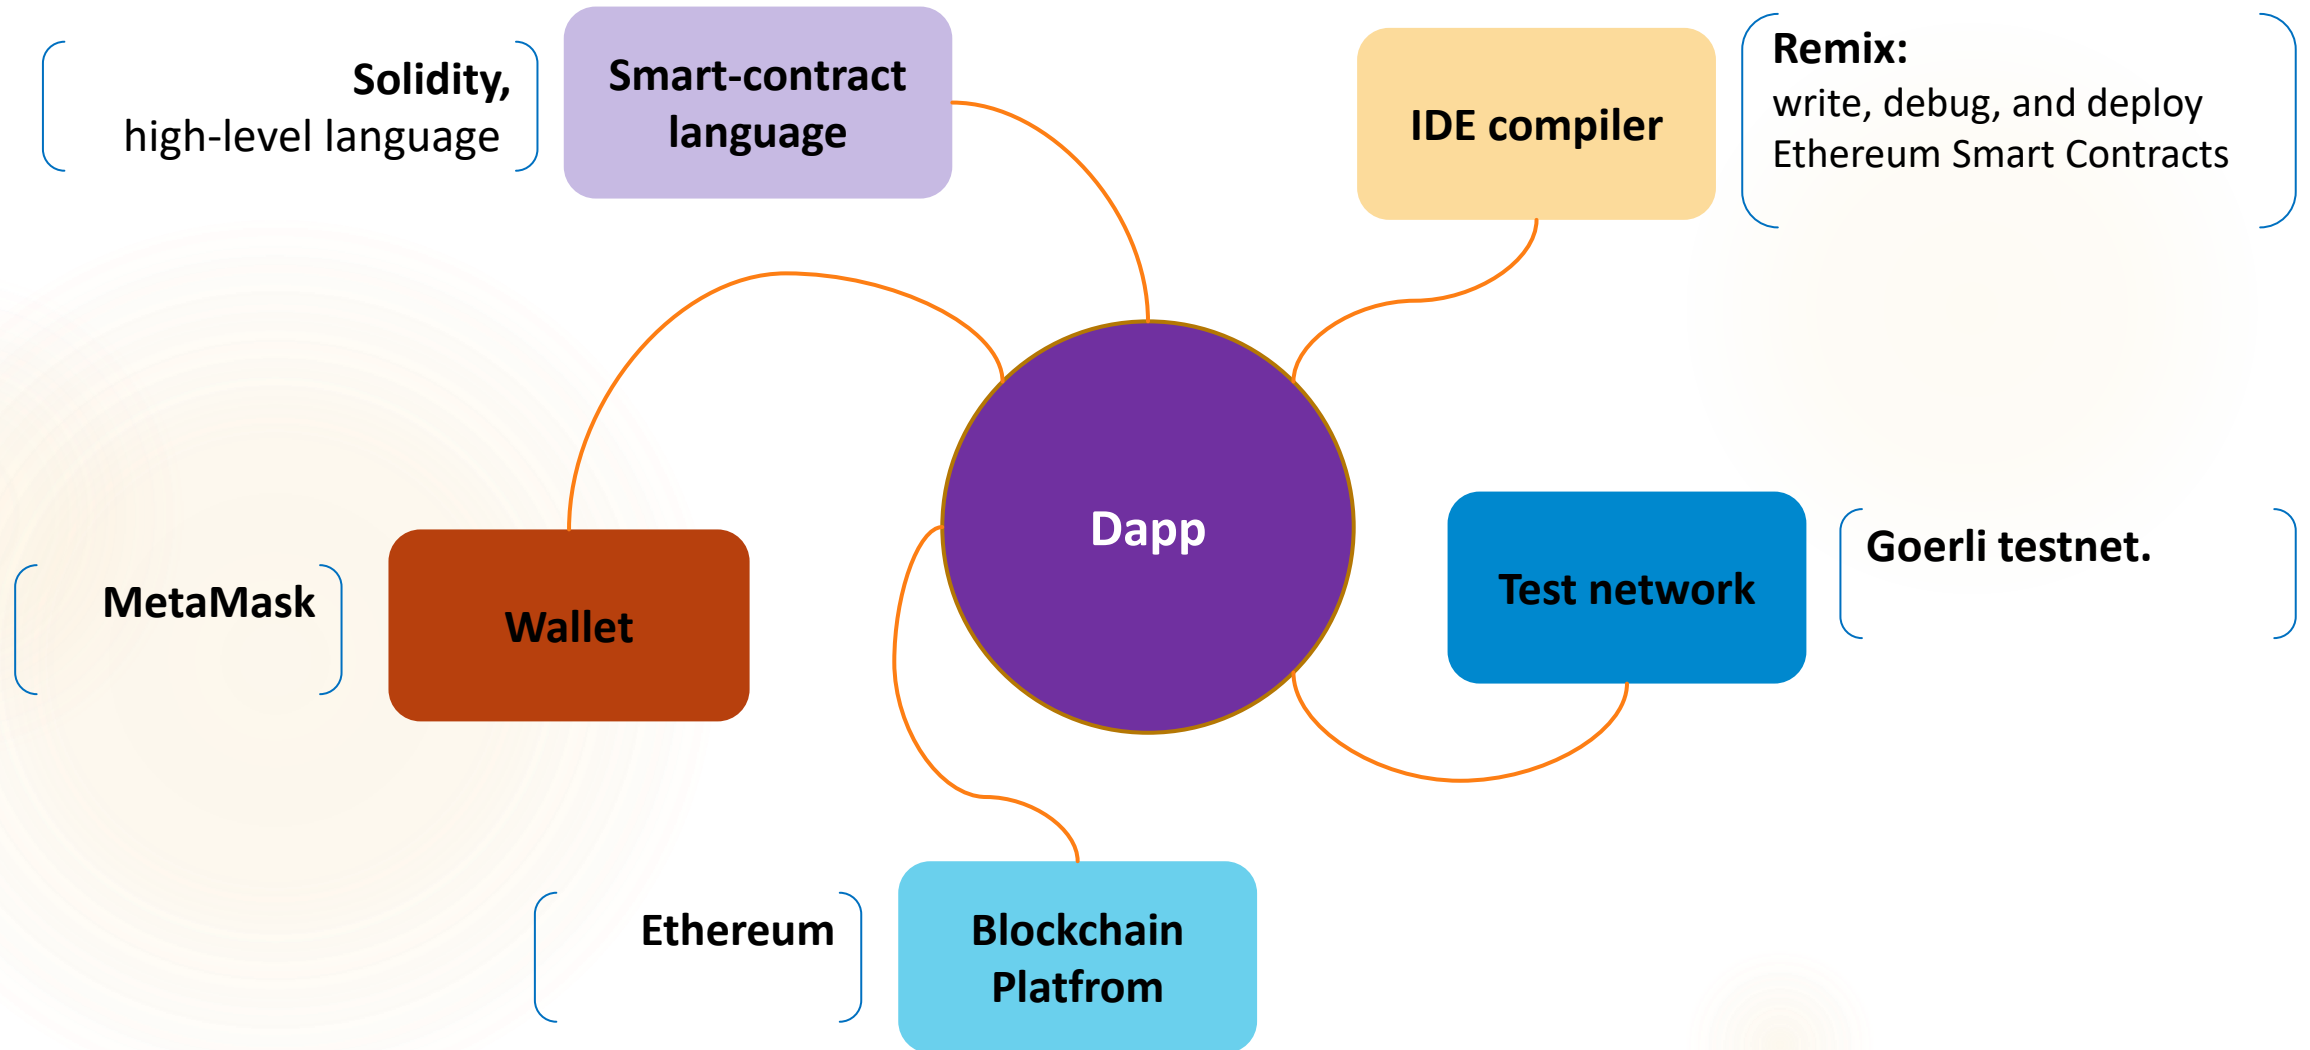 Solidity,
high-level language
Smart-contract
language
IDE compiler
Remix:
write, debug, and deploy
Ethereum Smart Contracts
Dapp
MetaMask
Wallet
Test network
Goerli testnet.
Ethereum
Blockchain
Platfrom